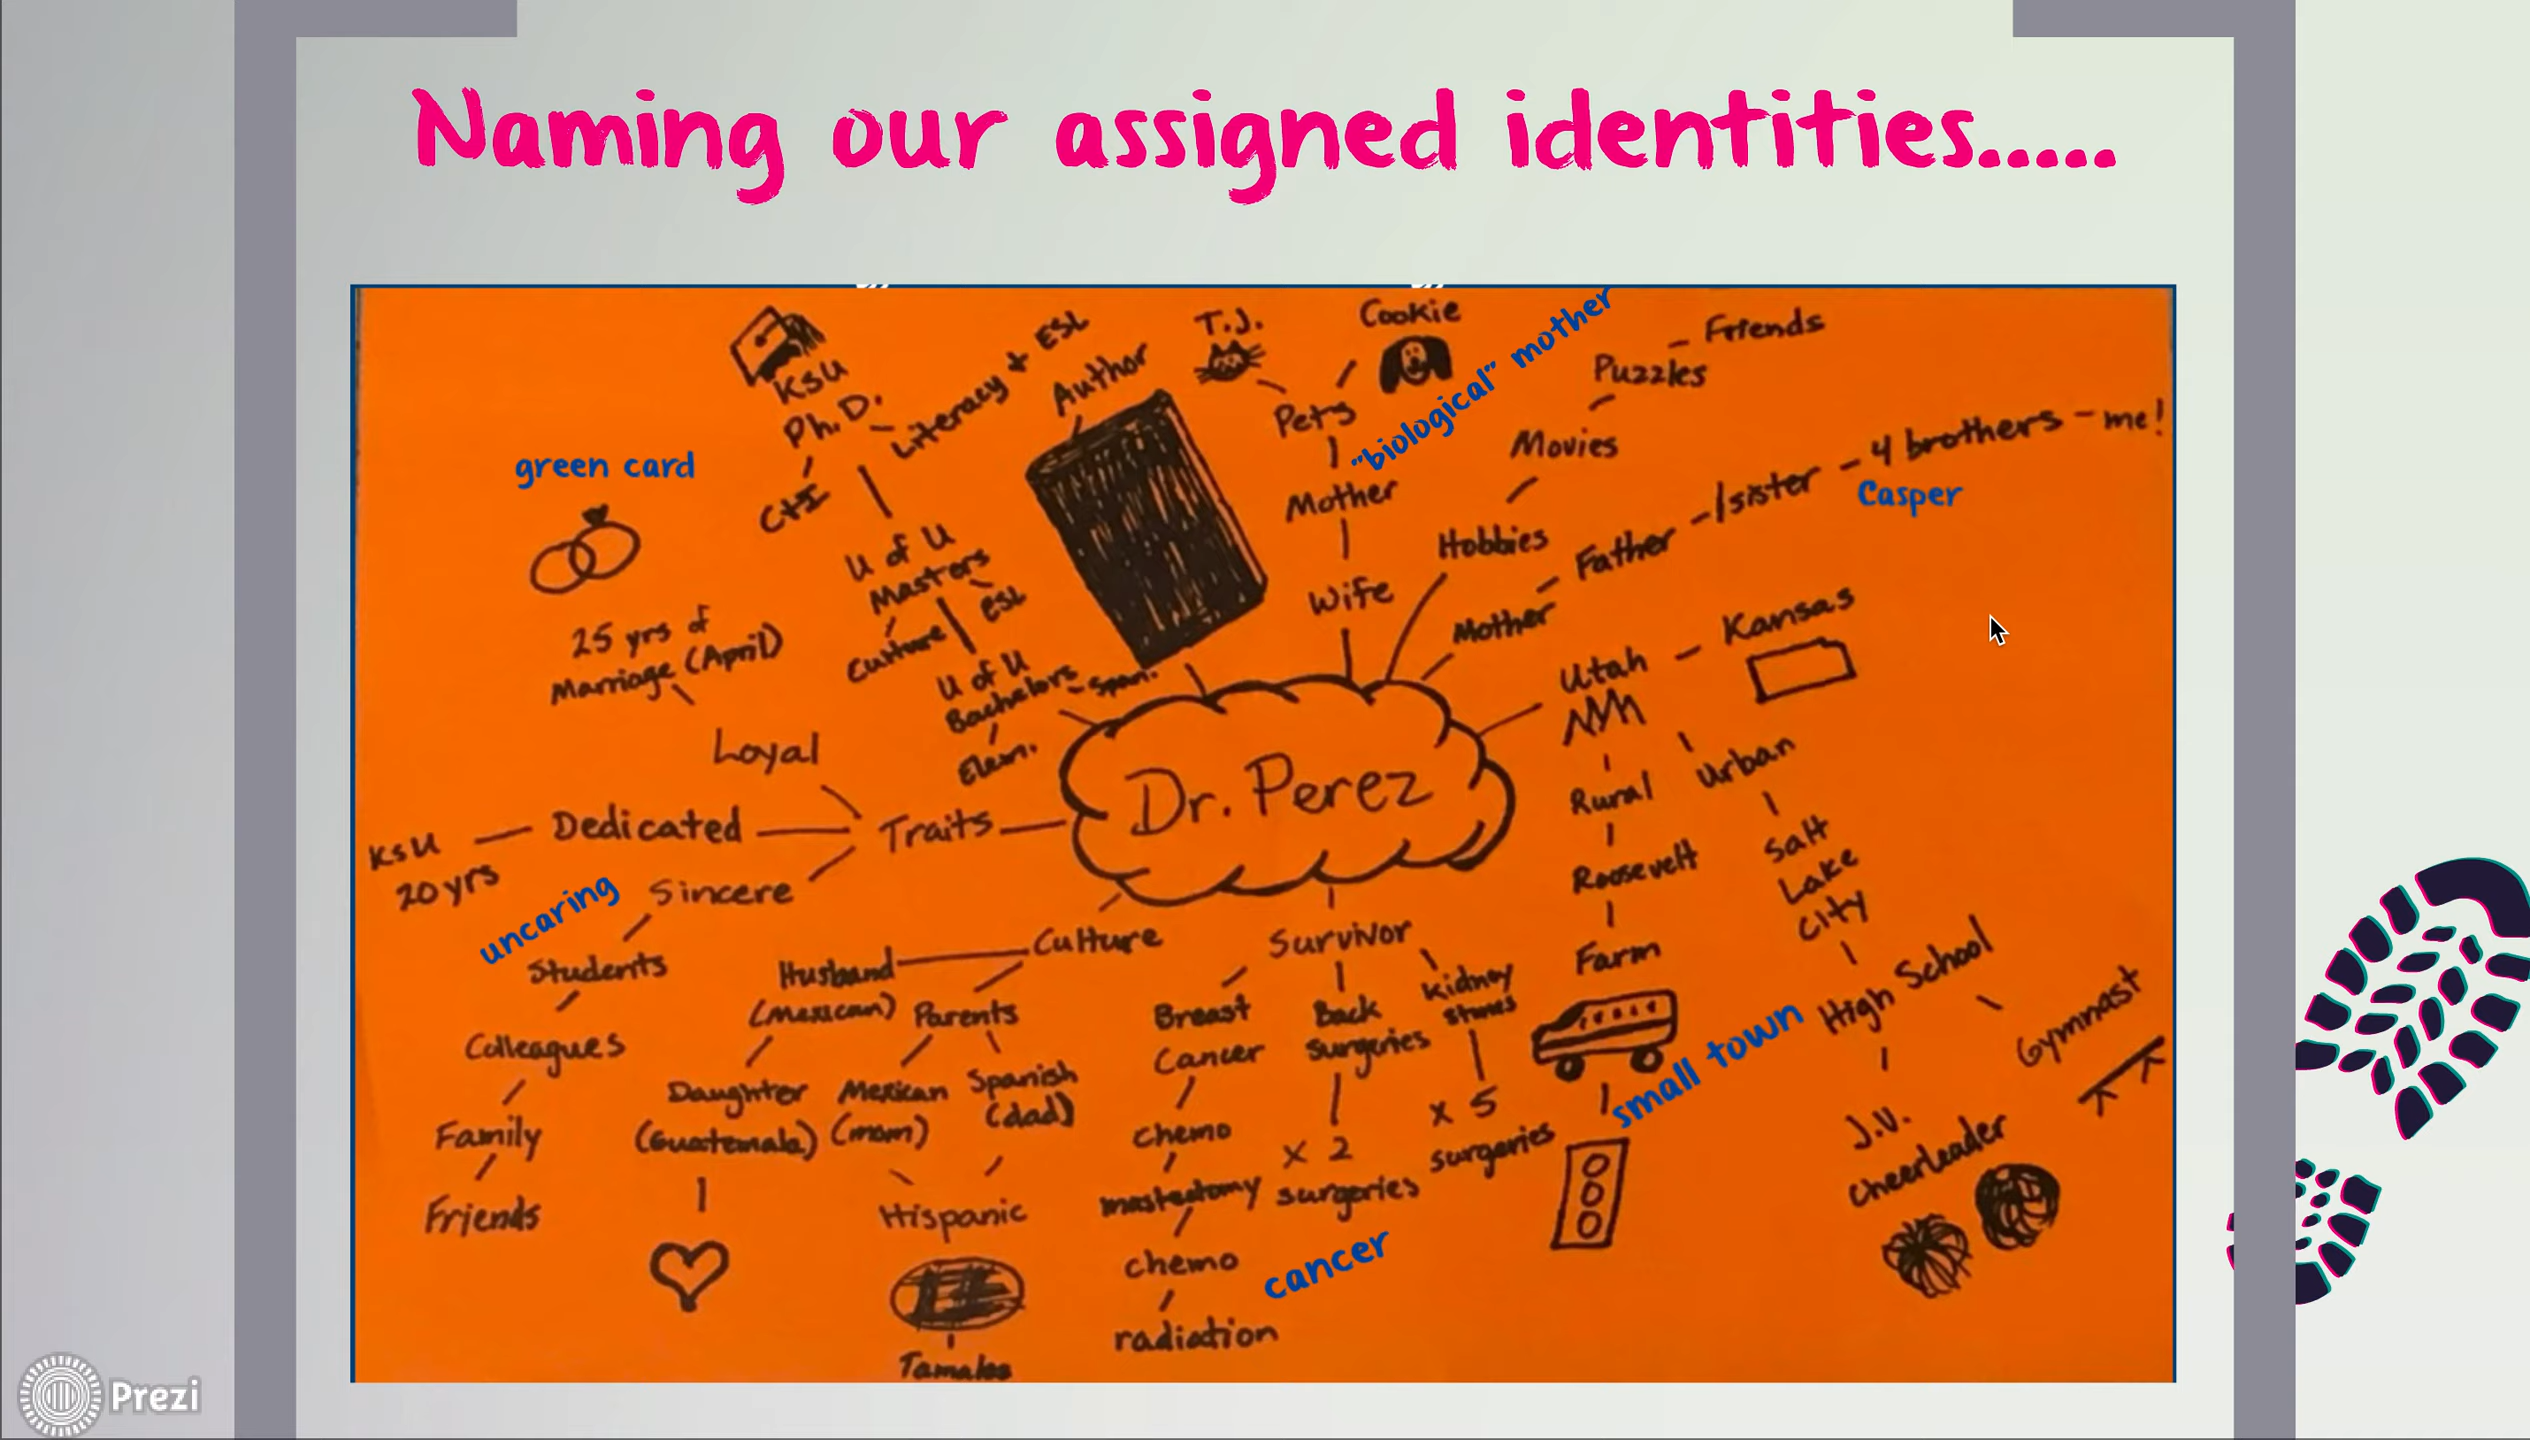 Naming our assigned identities.....
KSU
Ph.D.
Literacy + ESL
C+I
U of U
Masters
ESL
Culture
U of U
Bachelors - Span.
Elem.
Author
T.J.
Cookie
Pets
"biological" mother
Mother
Wife
Friends
Puzzles
Movies
Hobbies
Mother
Father
1 sister
4 brothers - me!
Casper
green card
25 yrs of
Marriage (April)
Loyal
KSU
20 yrs
Dedicated
Traits
Dr. Perez
uncaring
Sincere
Students
Colleagues
Family
Friends
Utah
Kansas
Rural
Urban
Roosevelt
Farm
small town
Salt
Lake
City
High School
Gymnast
J.V.
Cheerleader
Culture
Husband
(Mexican)
Daughter
(Guatemala)
Parents
Mexican
(mom)
Spanish
(dad)
Hispanic
Tamales
Survivor
Breast
Cancer
chemo
mastectomy
chemo
radiation
Back
surgeries
x 2
surgeries
kidney
stones
x 5
surgeries
cancer
Prezi